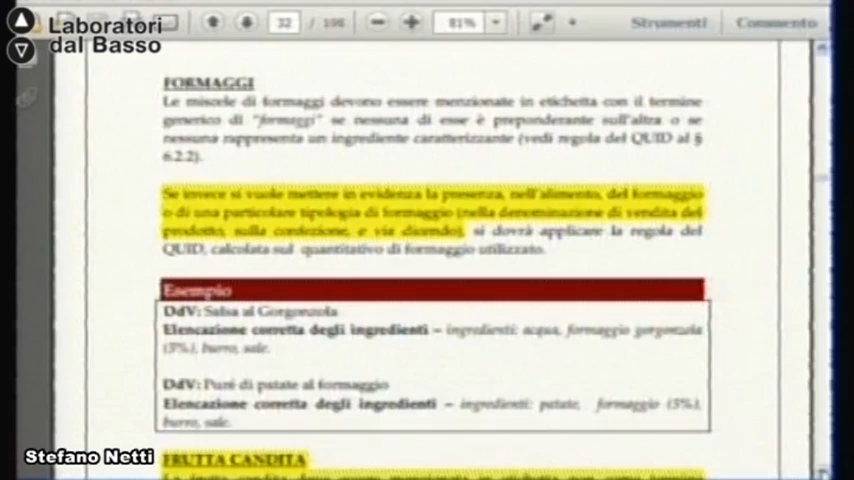 Laboratori
dal Basso
32 / 108
81%
Strumenti
Commento
FORMAGGI
Le miscele di formaggi devono essere menzionate in etichetta con il termine
generico di "formaggi" se nessuna di esse è preponderante sull'altra o se
nessuna rappresenta un ingrediente caratterizzante (vedi regola del QUID al §
6.2.2).
Se invece si vuole mettere in evidenza la presenza, nell'alimento, del formaggio
o di una particolare tipologia di formaggio (nella denominazione di vendita del
prodotto, sulla confezione, e via dicendo), si dovrà applicare la regola del
QUID, calcolata sul quantitativo di formaggio utilizzato.
Esempio
DdV: Salsa al Gorgonzola
Elencazione corretta degli ingredienti – ingredienti: acqua, formaggio gorgonzola
(5%), burro, sale.
DdV: Puré di patate al formaggio
Elencazione corretta degli ingredienti – ingredienti: patate, formaggio (5%),
burro, sale.
FRUTTA CANDITA
Stefano Netti